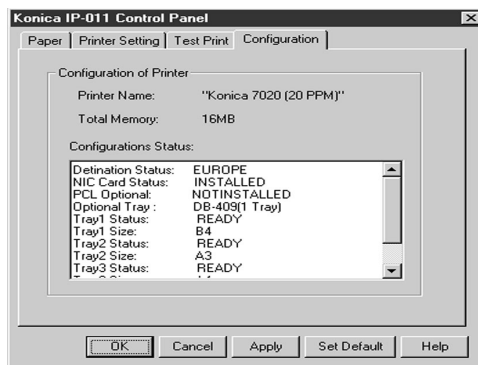 Konica IP-011 Control Panel
Paper Printer Setting Test Print Configuration
Configuration of Printer
Printer Name: "Konica 7020 (20 PPM)"
Total Memory: 16MB
Configurations Status:
Detination Status: EUROPE
NIC Card Status: INSTALLED
PCL Optional: NOTINSTALLED
Optional Tray : DB-409(1 Tray)
Tray1 Status: READY
Tray1 Size: B4
Tray2 Status: READY
Tray2 Size: A3
Tray3 Status: READY
OK Cancel Apply Set Default Help